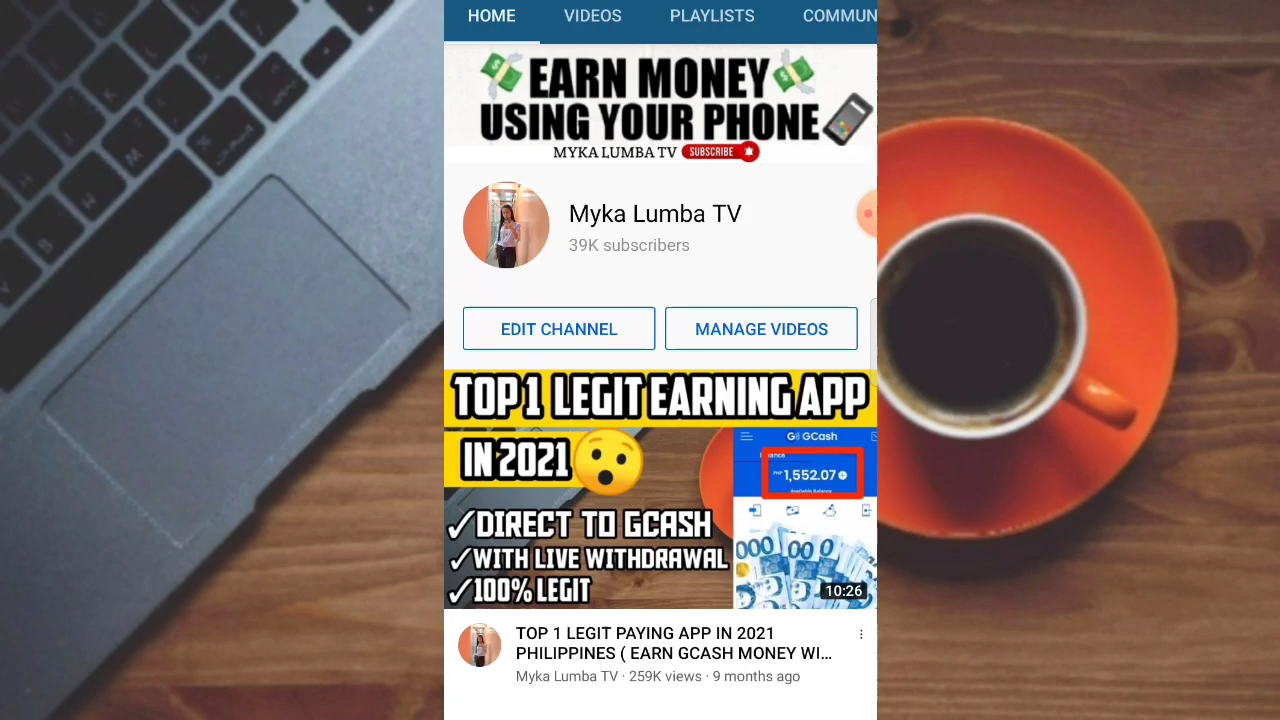 HOME VIDEOS PLAYLISTS COMMUN
EARN MONEY
USING YOUR PHONE
MYKA LUMBA TV SUBSCRIBE
Myka Lumba TV
39K subscribers
EDIT CHANNEL MANAGE VIDEOS
TOP 1 LEGIT EARNING APP
IN 2021
G) GCash
PHP 1,552.07
Available Balance
✓DIRECT TO GCASH
✓WITH LIVE WITHDRAWAL
✓100% LEGIT
10:26
TOP 1 LEGIT PAYING APP IN 2021
PHILIPPINES ( EARN GCASH MONEY WI...
Myka Lumba TV · 259K views · 9 months ago